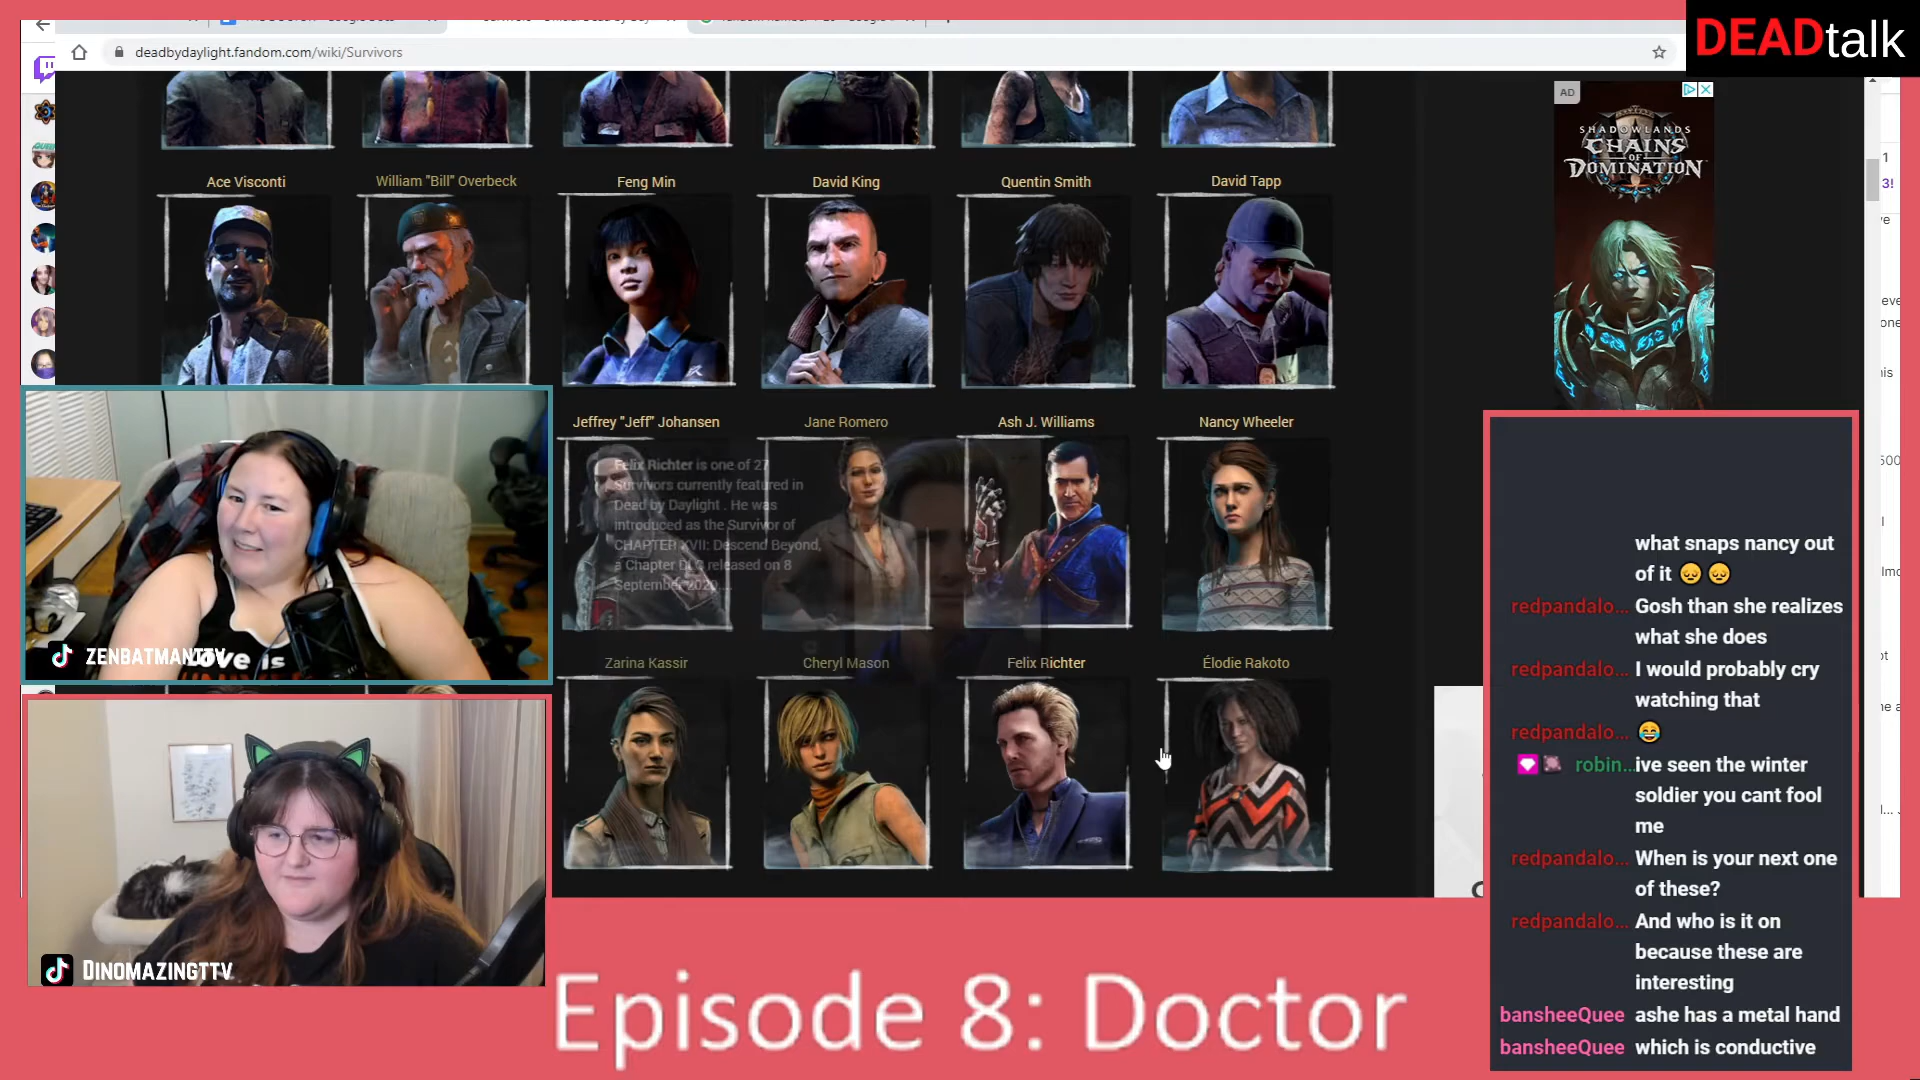 DEADtalk
deadbydaylight.fandom.com/wiki/Survivors
AD
SHADOWLANDS
CHAINS
OF
DOMINATION
Ace Visconti
William "Bill" Overbeck
Feng Min
David King
Quentin Smith
David Tapp
Jeffrey "Jeff" Johansen
Jane Romero
Ash J. Williams
Nancy Wheeler
Felix Richter is one of 27
Survivors currently featured in
Dead by Daylight . He was
introduced as the Survivor of
CHAPTER XVII: Descend Beyond,
a Chapter DLC released on 8
September 2020...
Zarina Kassir
Cheryl Mason
Felix Richter
Élodie Rakoto
ZENBATMANTTV
Love is
DINOMAZINGTTV
what snaps nancy out
of it 😞 😞
redpandalo... Gosh than she realizes
what she does
redpandalo... I would probably cry
watching that
redpandalo... 😂
robin... ive seen the winter
soldier you cant fool
me
redpandalo... When is your next one
of these?
redpandalo... And who is it on
because these are
interesting
bansheeQuee ashe has a metal hand
bansheeQuee which is conductive
Episode 8: Doctor